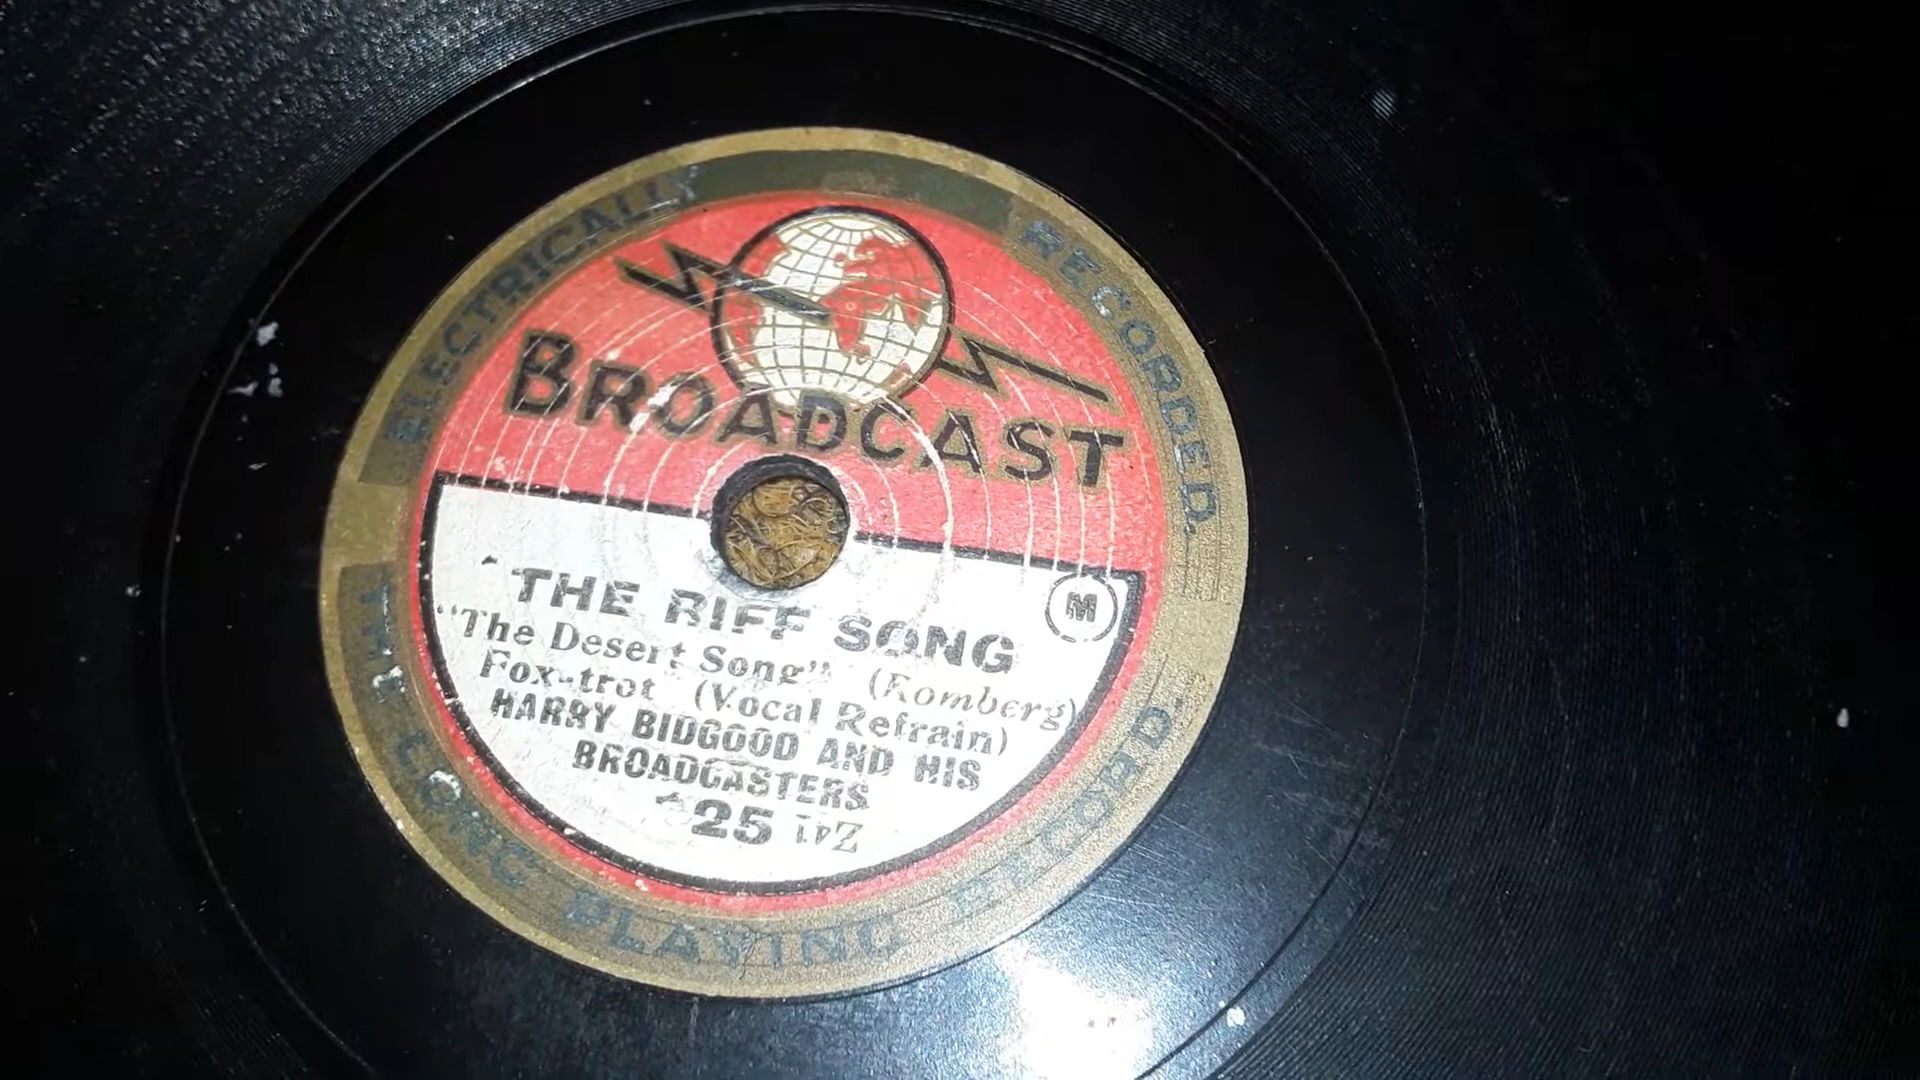 ELECTRICALLY RECORDED.
BROADCAST
M
THE RIFF SONG
"The Desert Song" (Romberg)
Fox-trot (Vocal Refrain)
HARRY BIDGOOD AND HIS
BROADCASTERS
25
THE LONG PLAYING RECORD.